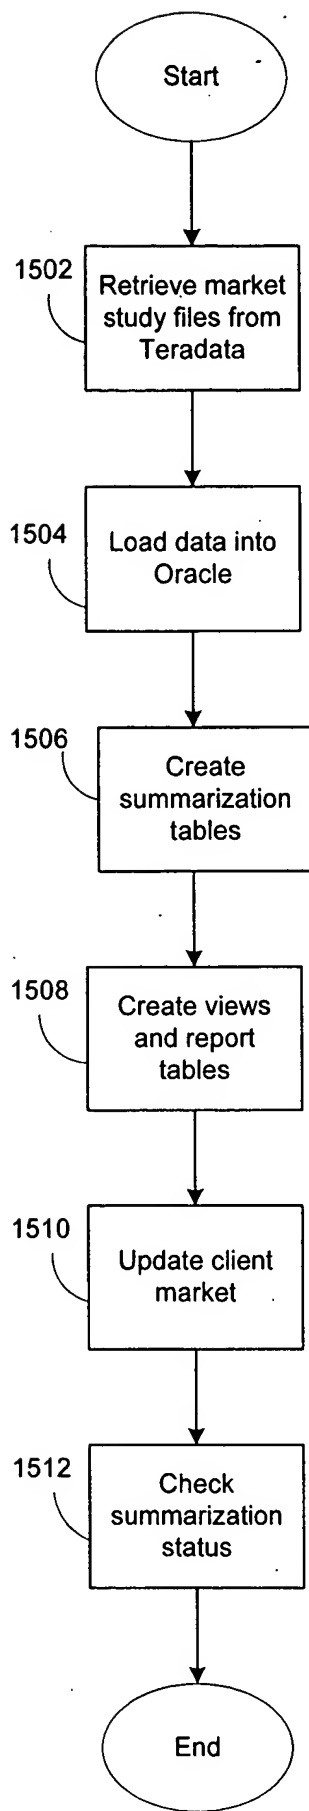 Start
1502
Retrieve market
study files from
Teradata
1504
Load data into
Oracle
1506
Create
summarization
tables
1508
Create views
and report
tables
1510
Update client
market
1512
Check
summarization
status
End